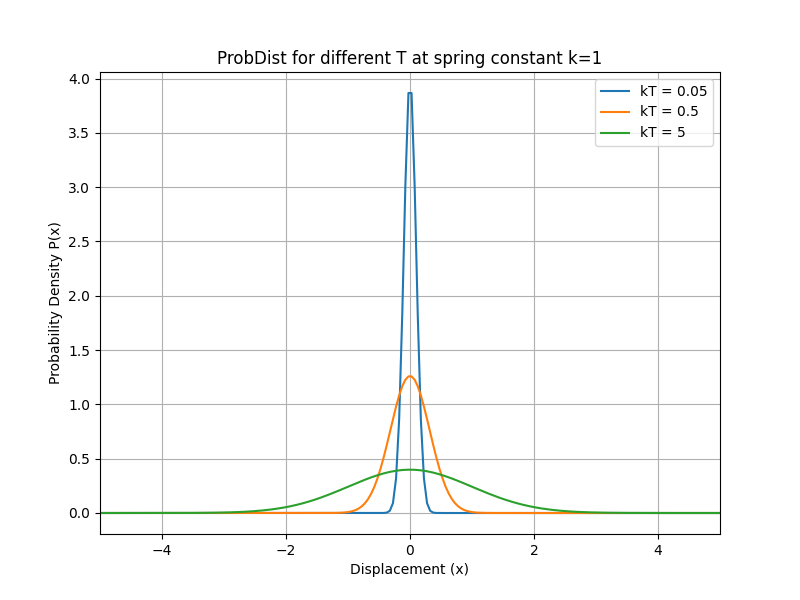 ProbDist for different T at spring constant k=1
kT = 0.05
kT = 0.5
kT = 5
Probability Density P(x)
4.0
3.5
3.0
2.5
2.0
1.5
1.0
0.5
0.0
−4 −2 0 2 4
Displacement (x)